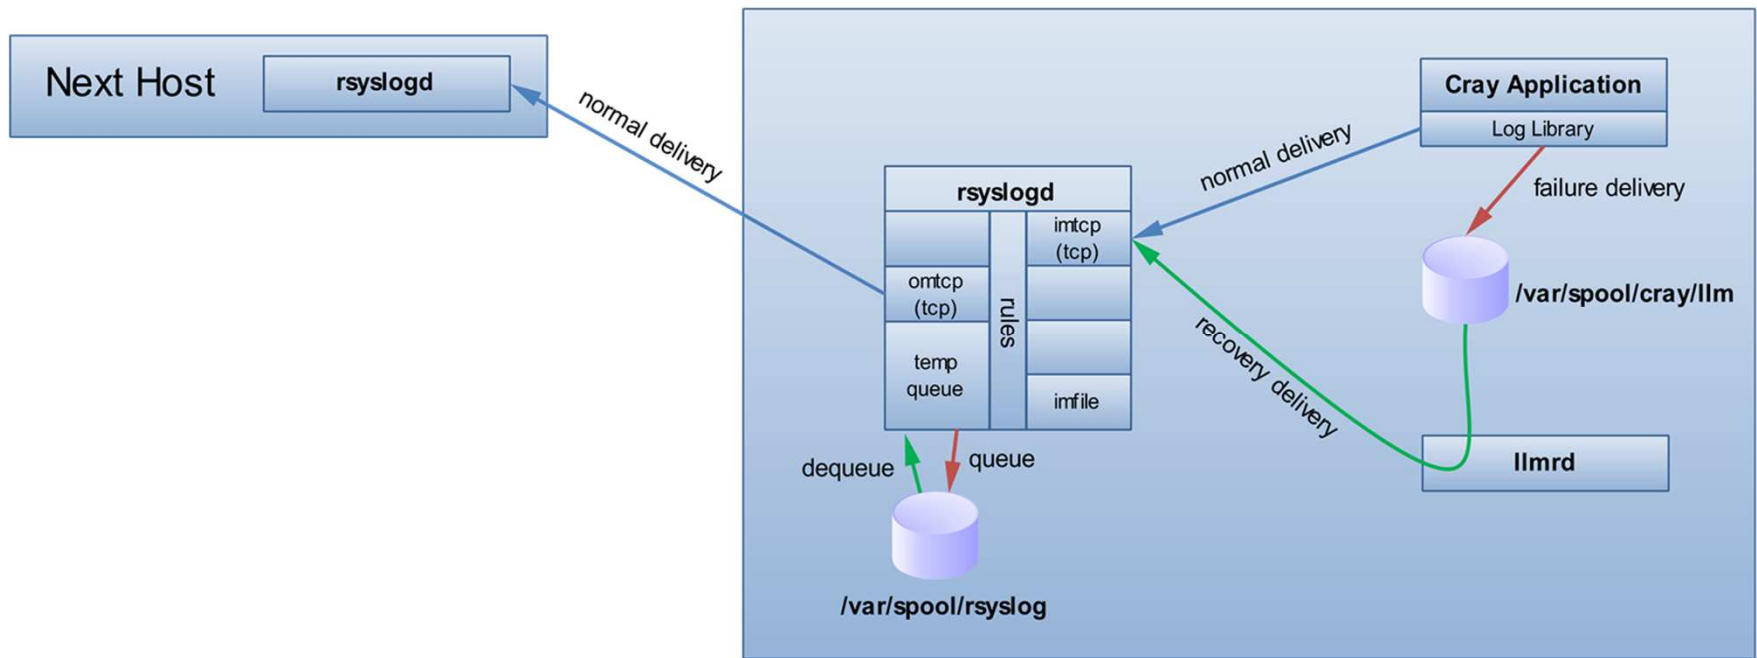 Next Host
rsyslogd
normal delivery
rsyslogd
imtcp
(tcp)
omtcp
(tcp)
rules
temp
queue
imfile
dequeue
queue
/var/spool/rsyslog
normal delivery
Cray Application
Log Library
failure delivery
/var/spool/cray/llm
recovery delivery
llmrd